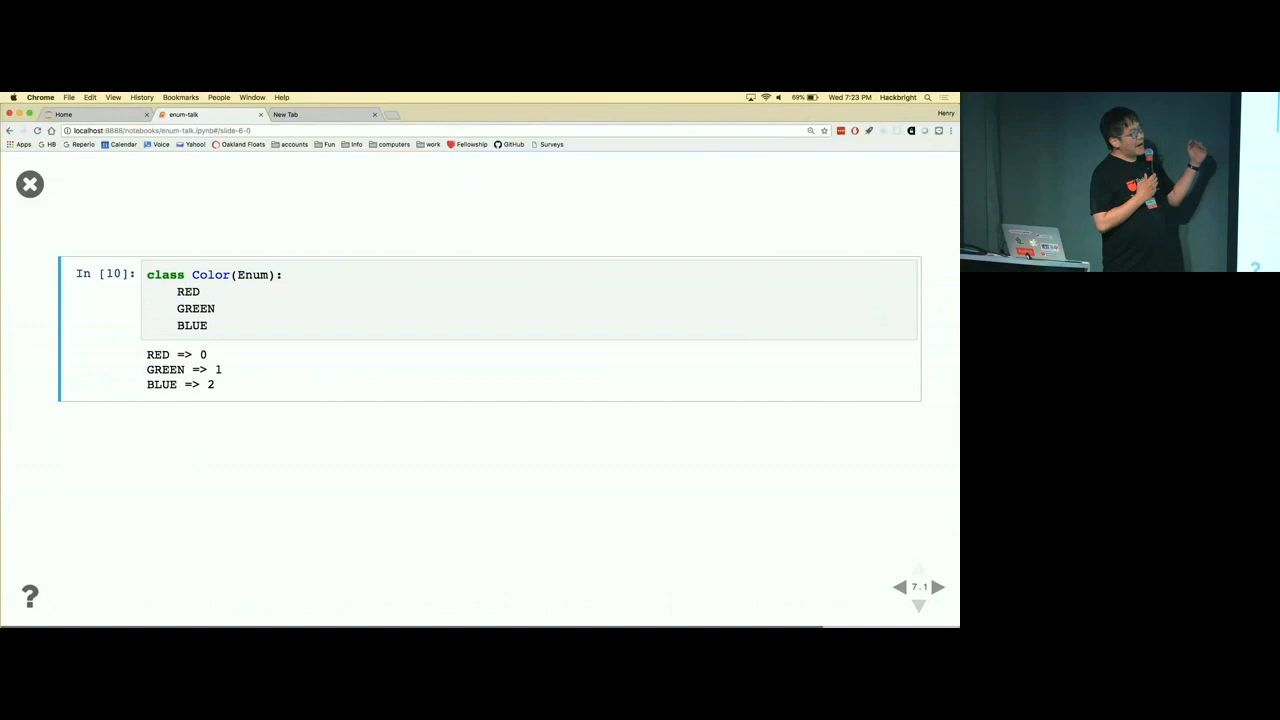 Chrome File Edit View History Bookmarks People Window Help 69% Wed 7:23 PM Hackbright
Home enum-talk New Tab Henry
localhost:8888/notebooks/enum-talk.ipynb#/slide-6-0
Apps HB Reperio Calendar Voice Yahoo! Oakland Floats accounts Fun Info computers work Fellowship GitHub Surveys
In [10]: class Color(Enum):
RED
GREEN
BLUE
RED => 0
GREEN => 1
BLUE => 2
?
7.1
?